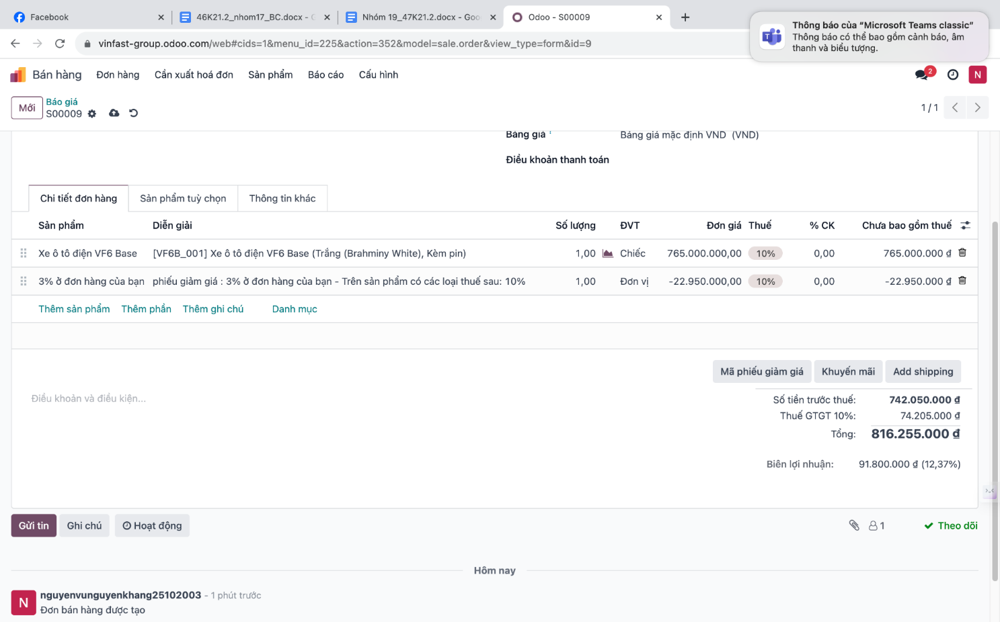 Facebook
46K21.2_nhom17_BC.docx -
Nhóm 19_47K21.2.docx - Goo
Odoo - S00009
Thông báo của “Microsoft Teams classic”
Thông báo có thể bao gồm cảnh báo, âm
thanh và biểu tượng.
vinfast-group.odoo.com/web#cids=1&menu_id=225&action=352&model=sale.order&view_type=form&id=9
Bán hàng Đơn hàng Cần xuất hoá đơn Sản phẩm Báo cáo Cấu hình 2 N
Mới Báo giá
S00009 1 / 1
Bảng giá ? Bảng giá mặc định VND (VND)
Điều khoản thanh toán
Chi tiết đơn hàng Sản phẩm tuỳ chọn Thông tin khác
Sản phẩm Diễn giải Số lượng ĐVT Đơn giá Thuế % CK Chưa bao gồm thuế
Xe ô tô điện VF6 Base [VF6B_001] Xe ô tô điện VF6 Base (Trắng (Brahminy White), Kèm pin) 1,00 Chiếc 765.000.000,00 10% 0,00 765.000.000 ₫
3% ở đơn hàng của bạn phiếu giảm giá : 3% ở đơn hàng của bạn - Trên sản phẩm có các loại thuế sau: 10% 1,00 Đơn vị -22.950.000,00 10% 0,00 -22.950.000 ₫
Thêm sản phẩm Thêm phần Thêm ghi chú Danh mục
Mã phiếu giảm giá Khuyến mãi Add shipping
Điều khoản và điều kiện...
Số tiền trước thuế: 742.050.000 ₫
Thuế GTGT 10%: 74.205.000 ₫
Tổng: 816.255.000 ₫
Biên lợi nhuận: 91.800.000 ₫ (12,37%)
Gửi tin Ghi chú Hoạt động 1 Theo dõi
Hôm nay
N nguyenvunguyenkhang25102003 - 1 phút trước
Đơn bán hàng được tạo